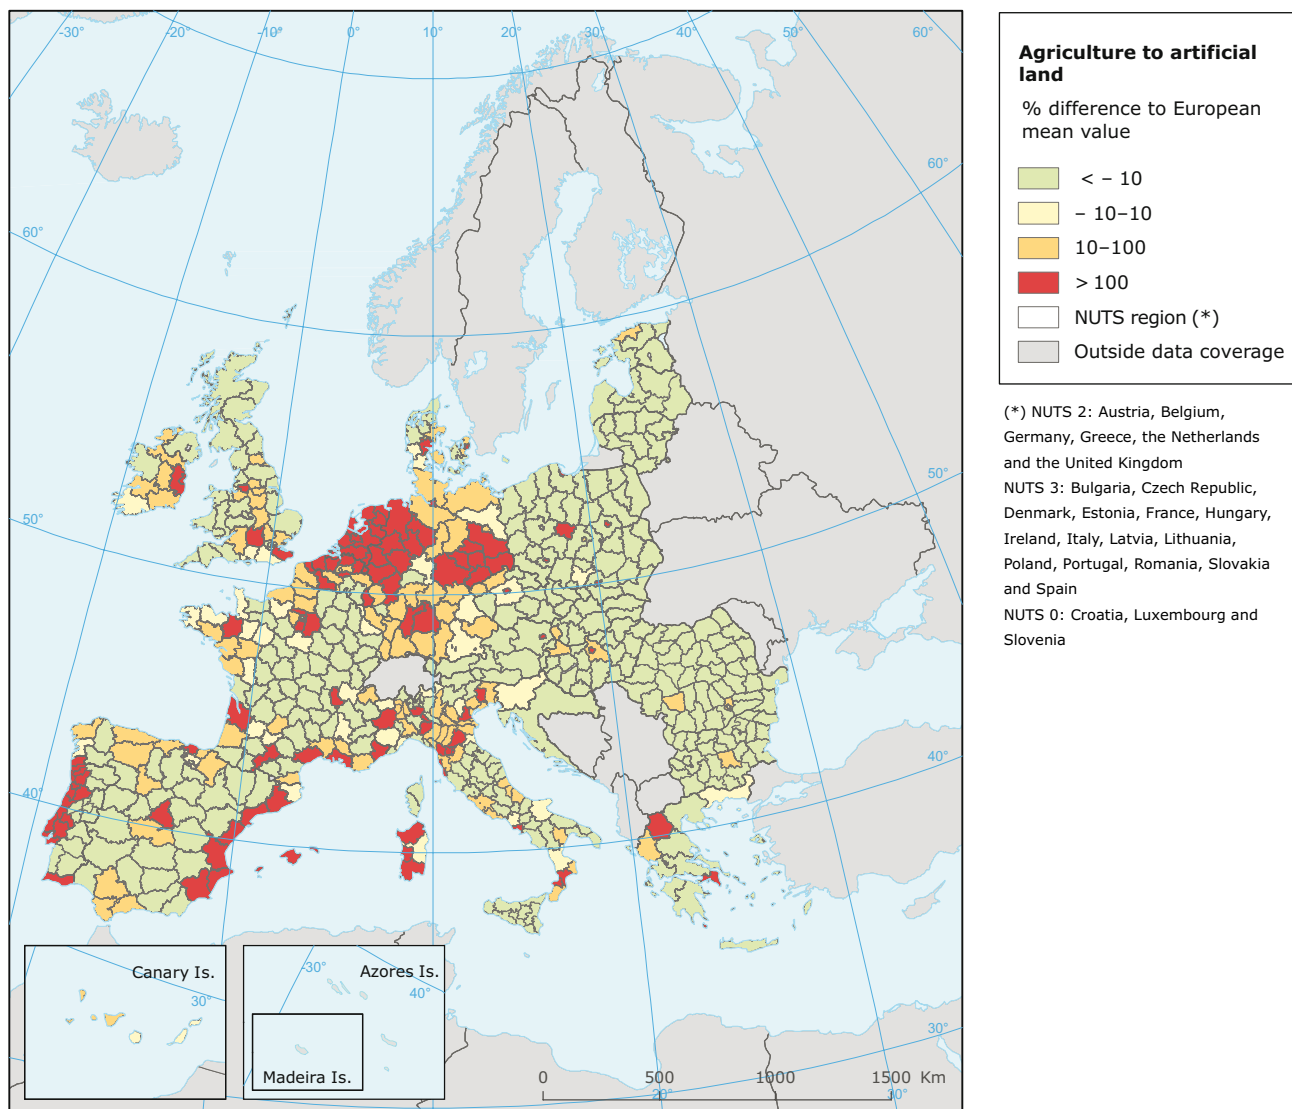 -30°
-20°
-10°
0°
10°
20°
30°
40°
50°
60°
60°
60°
50°
50°
40°
40°
30°
20°
30°
Canary Is.
30°
-30°
Azores Is.
40°
Madeira Is.
0 500 1000 1500 Km
Agriculture to artificial
land
% difference to European
mean value
< – 10
– 10–10
10–100
> 100
NUTS region (*)
Outside data coverage
(*) NUTS 2: Austria, Belgium,
Germany, Greece, the Netherlands
and the United Kingdom
NUTS 3: Bulgaria, Czech Republic,
Denmark, Estonia, France, Hungary,
Ireland, Italy, Latvia, Lithuania,
Poland, Portugal, Romania, Slovakia
and Spain
NUTS 0: Croatia, Luxembourg and
Slovenia